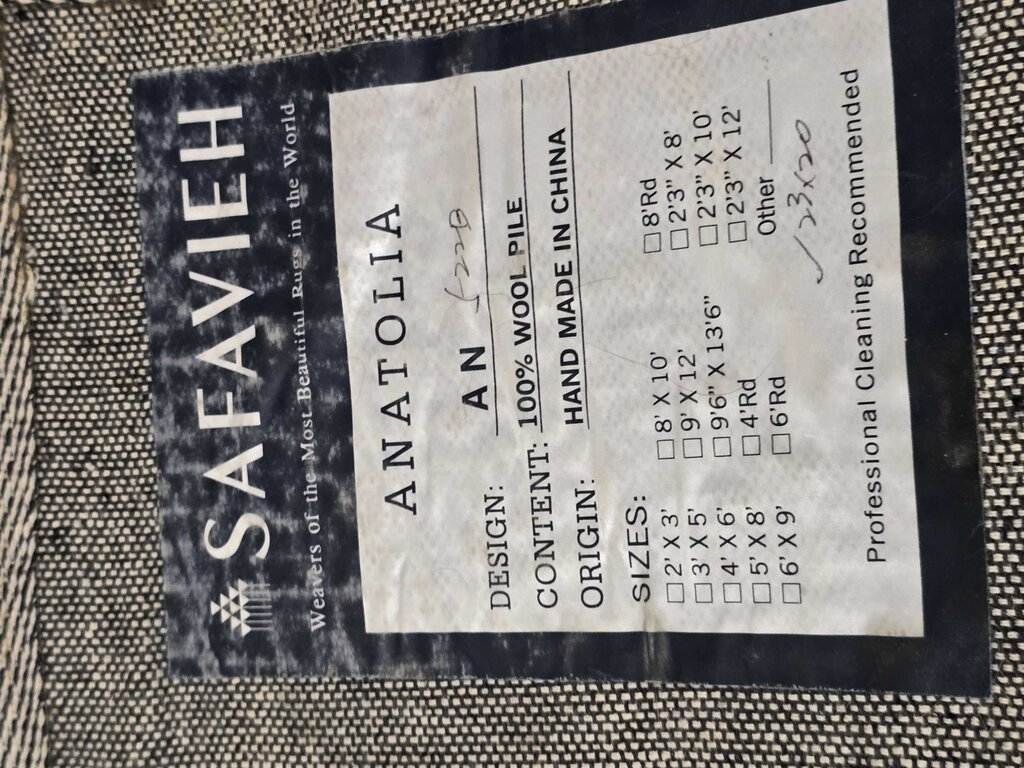 SAFAVIEH
Weavers of the Most Beautiful Rugs in the World
ANATOLIA
DESIGN: AN 522B
CONTENT: 100% WOOL PILE
ORIGIN: HAND MADE IN CHINA
SIZES:
□ 2' X 3' □ 8' X 10' □ 8'Rd
□ 3' X 5' □ 9' X 12' □ 2'3" X 8'
□ 4' X 6' □ 9'6" X 13'6" □ 2'3" X 10'
□ 5' X 8' □ 4'Rd □ 2'3" X 12'
□ 6' X 9' □ 6'Rd Other ____
✓ 23x20
Professional Cleaning Recommended